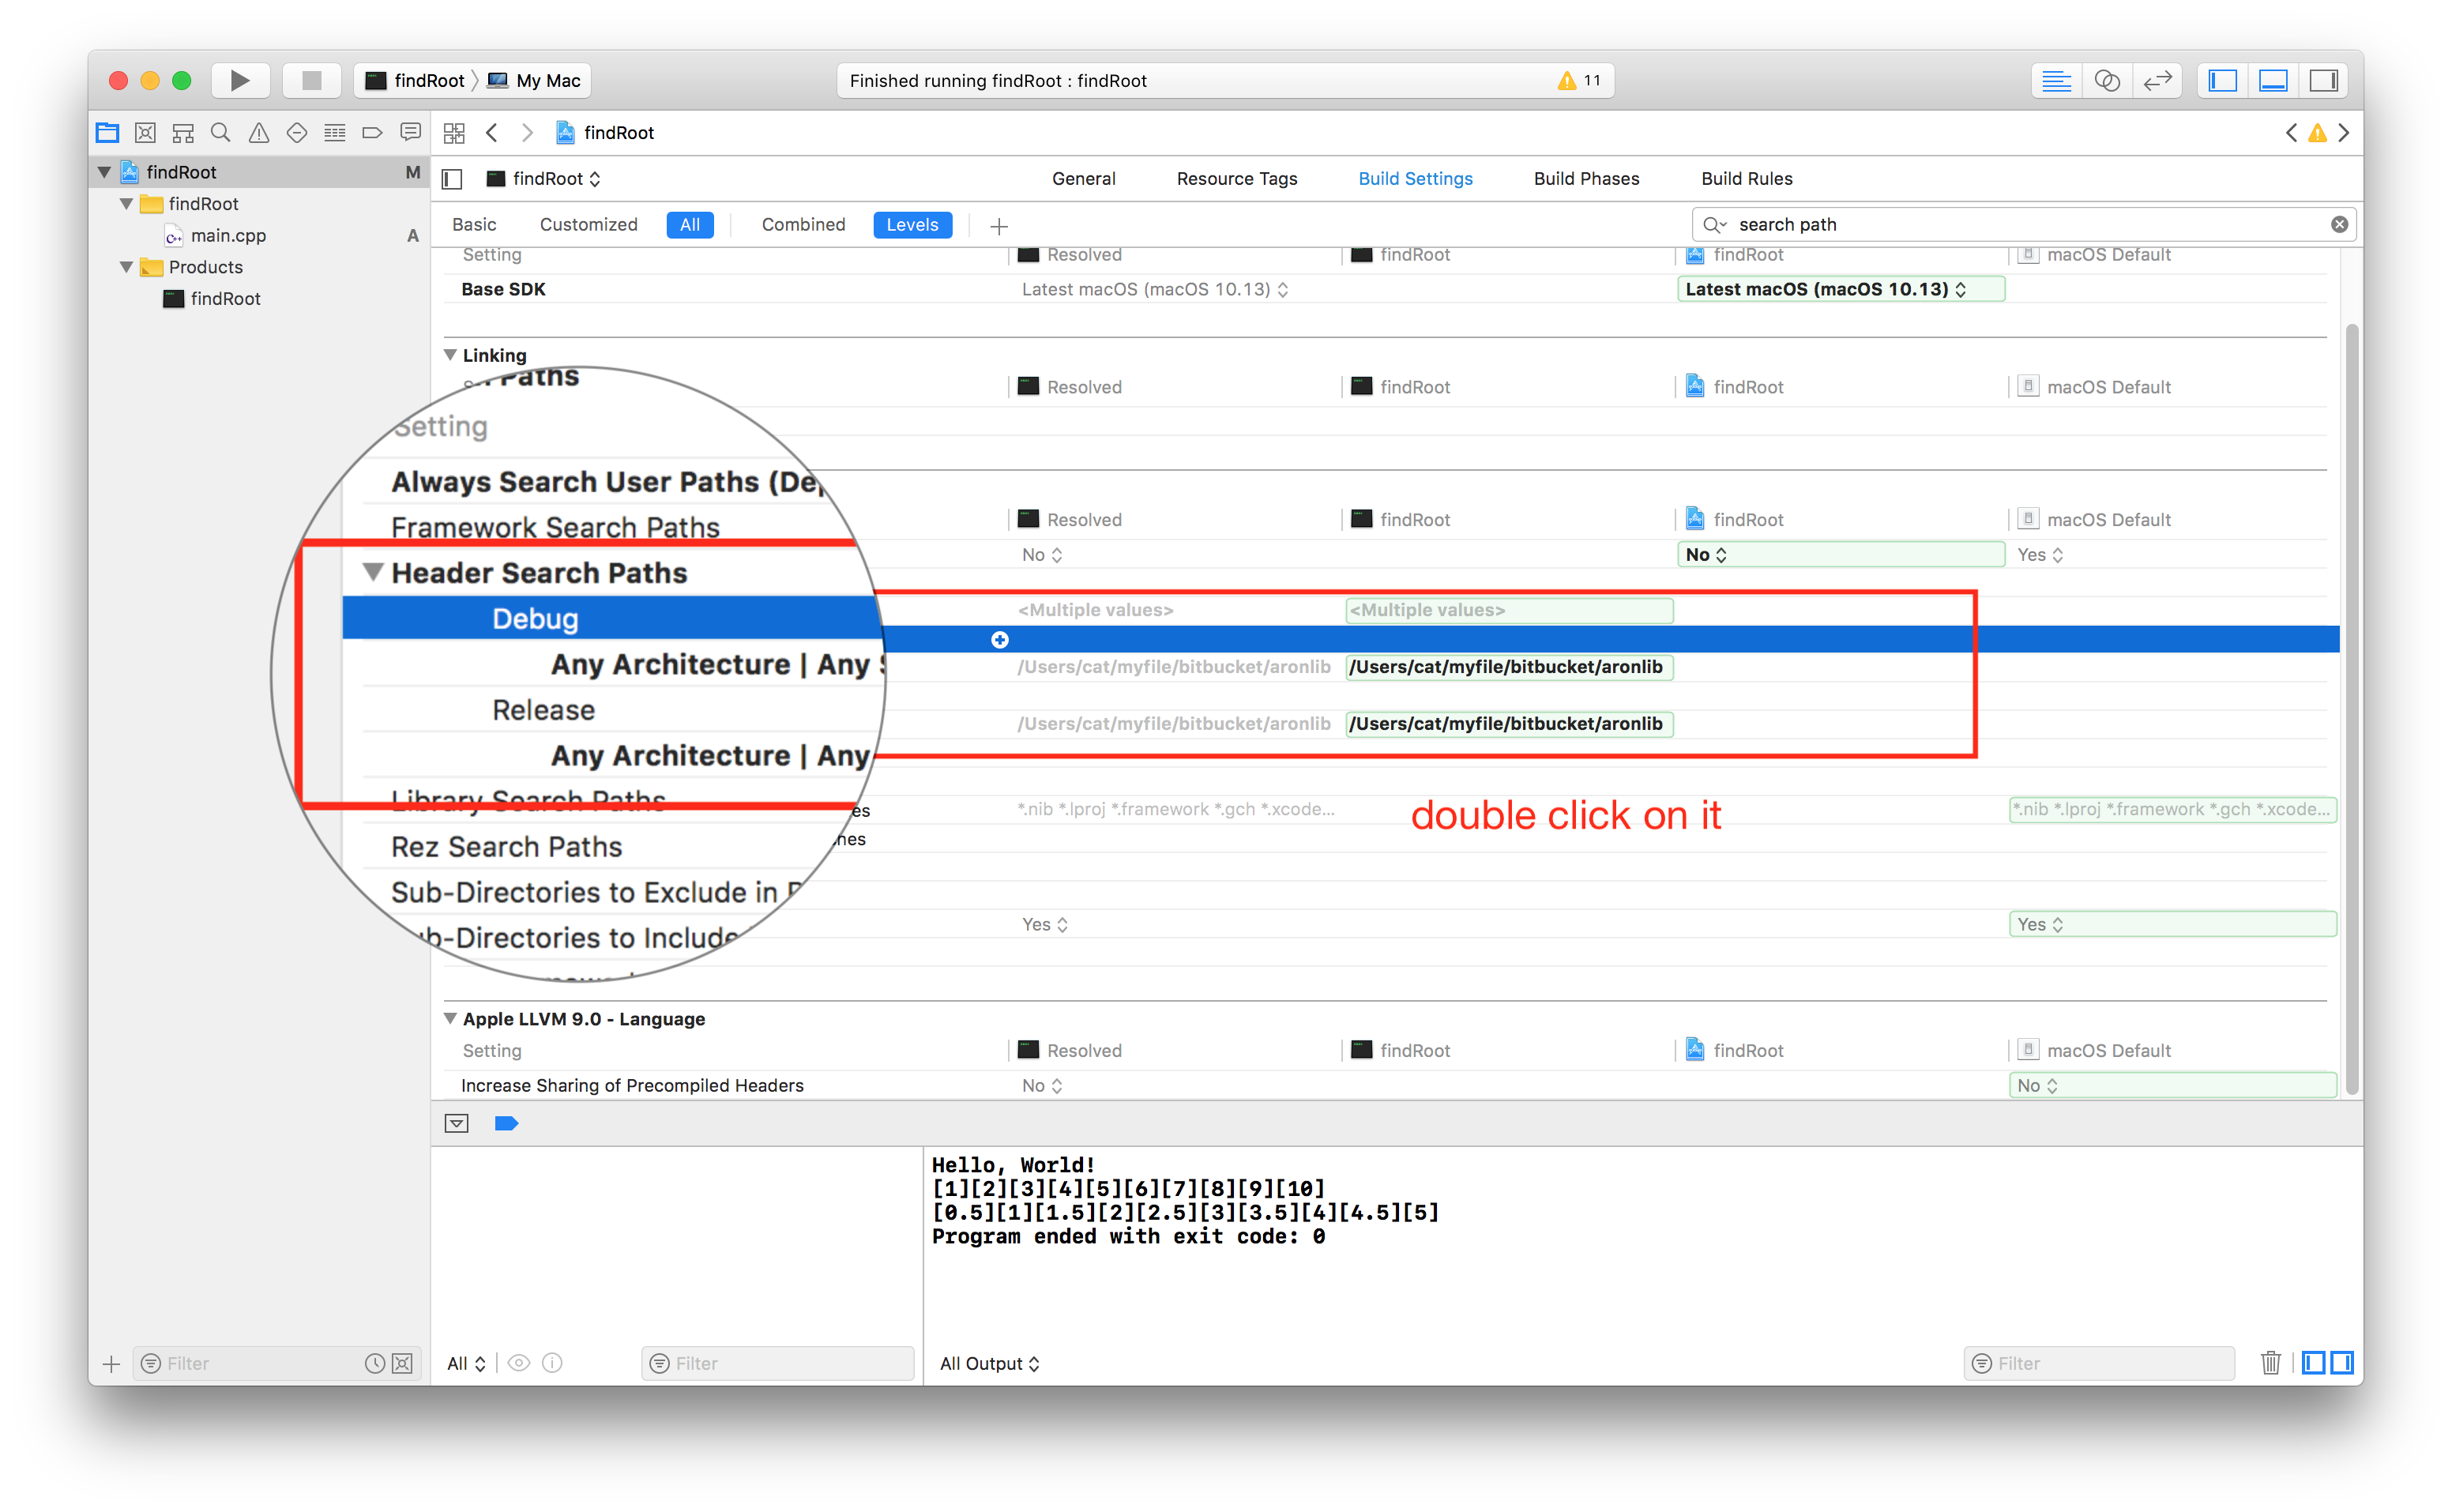 findRoot My Mac
Finished running findRoot : findRoot
11
findRoot
findRoot M
findRoot
main.cpp A
Products
findRoot
findRoot
General Resource Tags Build Settings Build Phases Build Rules
Basic Customized All Combined Levels
search path
Setting Resolved findRoot findRoot macOS Default
Base SDK Latest macOS (macOS 10.13) Latest macOS (macOS 10.13)
Linking
Resolved findRoot findRoot macOS Default
Paths
Setting
Always Search User Paths (De
Framework Search Paths
Header Search Paths
Debug
Any Architecture | Any
Release
Any Architecture | Any
Library Search Paths
Rez Search Paths
Sub-Directories to Exclude in
b-Directories to Include
Resolved findRoot findRoot macOS Default
No No Yes
<Multiple values> <Multiple values>
/Users/cat/myfile/bitbucket/aronlib /Users/cat/myfile/bitbucket/aronlib
/Users/cat/myfile/bitbucket/aronlib /Users/cat/myfile/bitbucket/aronlib
es *.nib *.lproj *.framework *.gch *.xcode... *.nib *.lproj *.framework *.gch *.xcode...
double click on it
hes
Yes Yes
Apple LLVM 9.0 - Language
Setting Resolved findRoot findRoot macOS Default
Increase Sharing of Precompiled Headers No No
Hello, World!
[1][2][3][4][5][6][7][8][9][10]
[0.5][1][1.5][2][2.5][3][3.5][4][4.5][5]
Program ended with exit code: 0
Filter All Filter All Output Filter